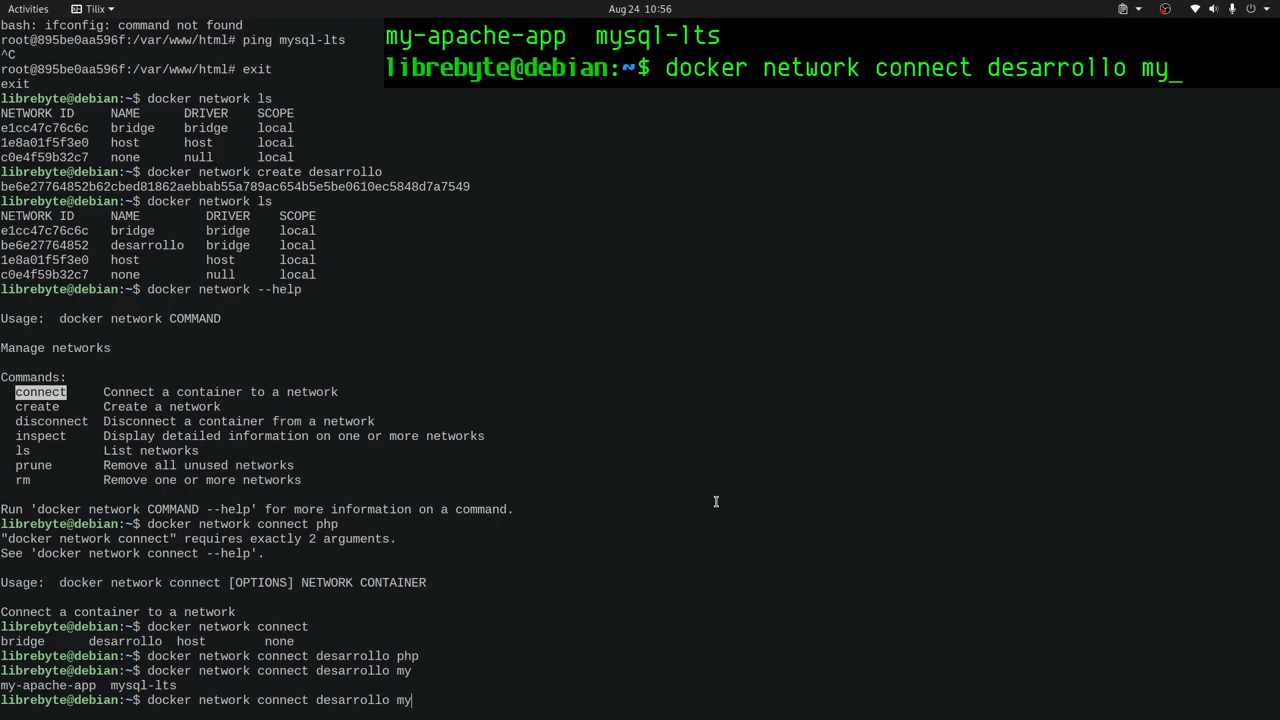 Activities Tilix Aug 24 10:56
bash: ifconfig: command not found
root@895be0aa596f:/var/www/html# ping mysql-lts
^C
root@895be0aa596f:/var/www/html# exit
exit
my-apache-app mysql-lts
librebyte@debian:~$ docker network connect desarrollo my_
librebyte@debian:~$ docker network ls
NETWORK ID NAME DRIVER SCOPE
e1cc47c76c6c bridge bridge local
1e8a01f5f3e0 host host local
c0e4f59b32c7 none null local
librebyte@debian:~$ docker network create desarrollo
be6e27764852b62cbed81862aebbab55a789ac654b5e5be0610ec5848d7a7549
librebyte@debian:~$ docker network ls
NETWORK ID NAME DRIVER SCOPE
e1cc47c76c6c bridge bridge local
be6e27764852 desarrollo bridge local
1e8a01f5f3e0 host host local
c0e4f59b32c7 none null local
librebyte@debian:~$ docker network --help
Usage: docker network COMMAND
Manage networks
Commands:
connect Connect a container to a network
create Create a network
disconnect Disconnect a container from a network
inspect Display detailed information on one or more networks
ls List networks
prune Remove all unused networks
rm Remove one or more networks
Run 'docker network COMMAND --help' for more information on a command.
librebyte@debian:~$ docker network connect php
"docker network connect" requires exactly 2 arguments.
See 'docker network connect --help'.
Usage: docker network connect [OPTIONS] NETWORK CONTAINER
Connect a container to a network
librebyte@debian:~$ docker network connect
bridge desarrollo host none
librebyte@debian:~$ docker network connect desarrollo php
librebyte@debian:~$ docker network connect desarrollo my
my-apache-app mysql-lts
librebyte@debian:~$ docker network connect desarrollo my